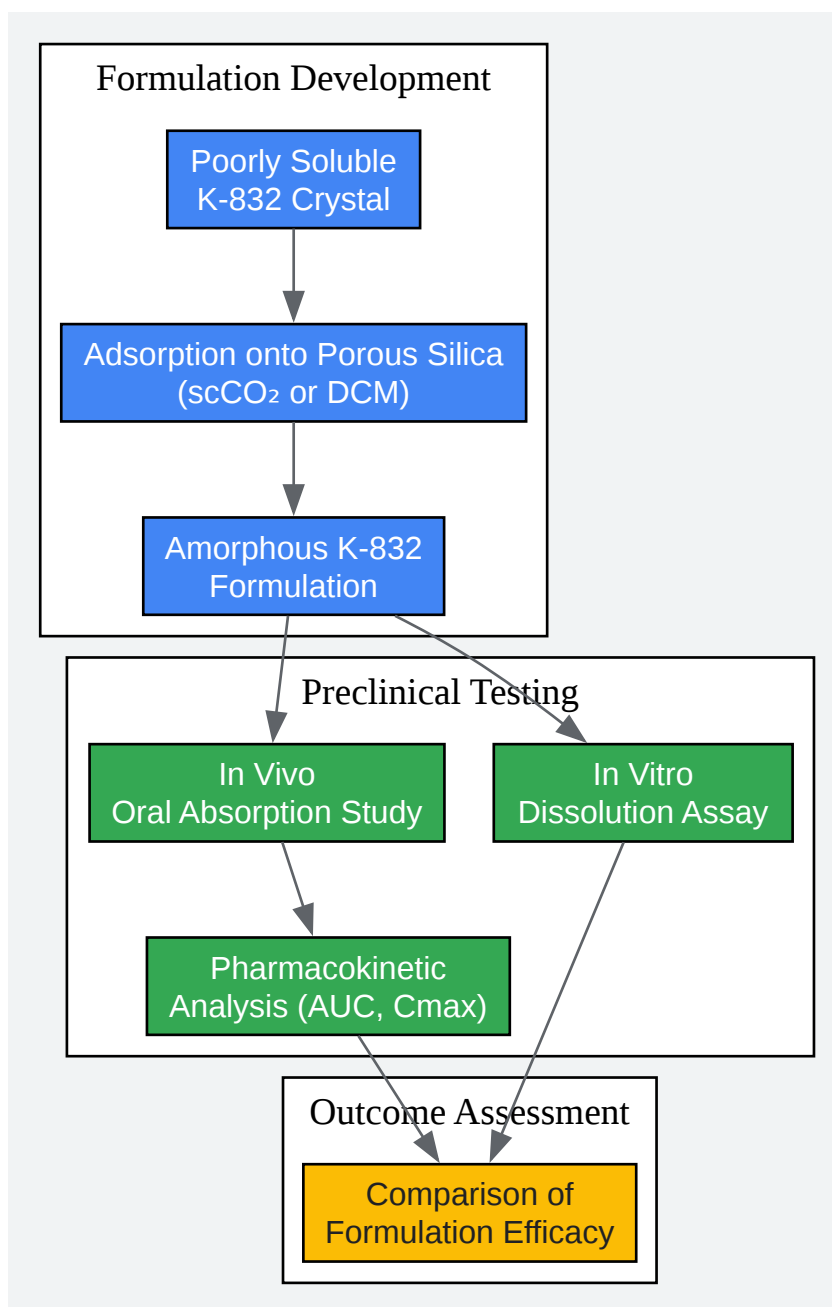 Formulation Development
Poorly Soluble
K-832 Crystal
Adsorption onto Porous Silica
(scCO₂ or DCM)
Amorphous K-832
Formulation
Preclinical Testing
In Vivo
Oral Absorption Study
In Vitro
Dissolution Assay
Pharmacokinetic
Analysis (AUC, Cmax)
Outcome Assessment
Comparison of
Formulation Efficacy